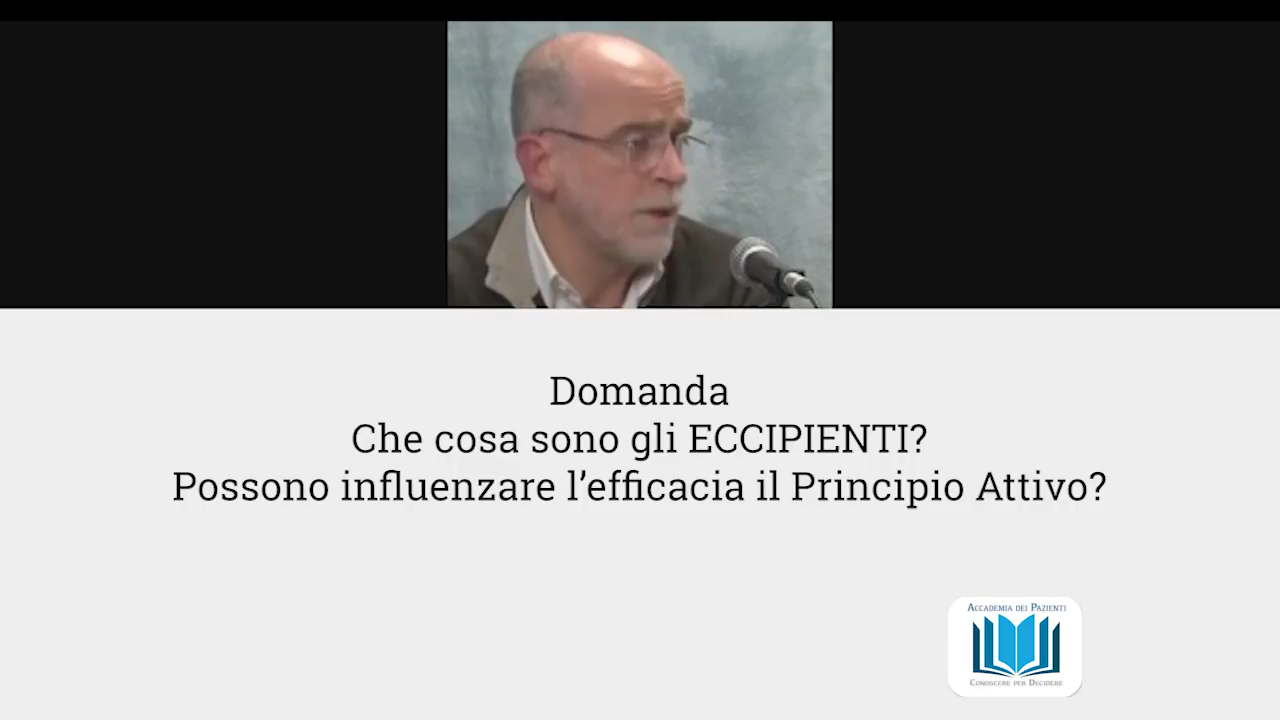 Domanda
Che cosa sono gli ECCIPIENTI?
Possono influenzare l’efficacia il Principio Attivo?
Accademia dei Pazienti
Conoscere per Decidere